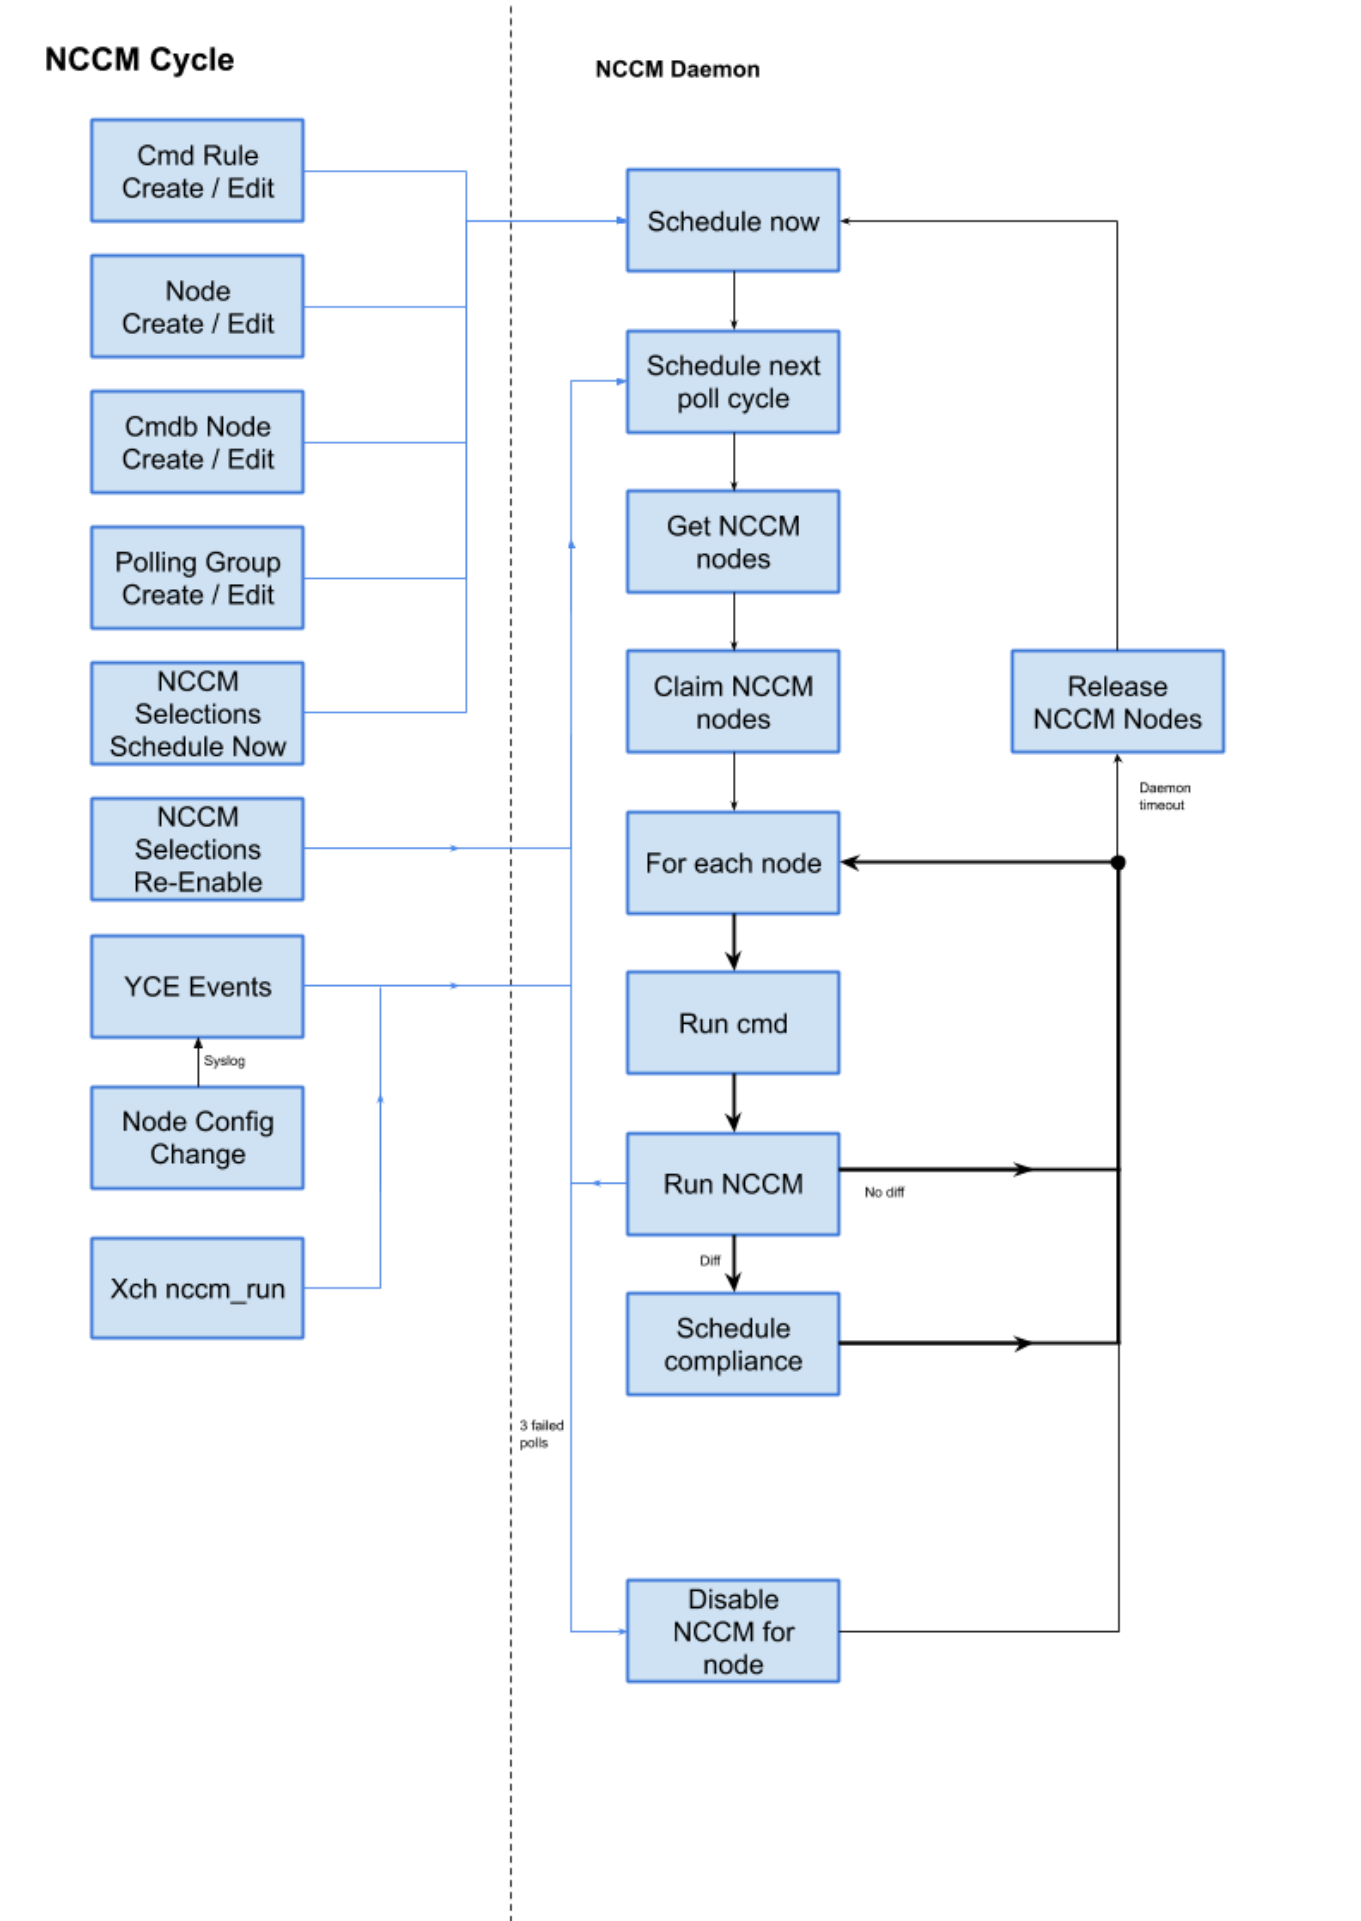 NCCM Cycle
NCCM Daemon
Cmd Rule
Create / Edit
Node
Create / Edit
Cmdb Node
Create / Edit
Polling Group
Create / Edit
NCCM
Selections
Schedule Now
NCCM
Selections
Re-Enable
YCE Events
Syslog
Node Config
Change
Xch nccm_run
Schedule now
Schedule next
poll cycle
Get NCCM
nodes
Claim NCCM
nodes
Release
NCCM Nodes
Daemon
timeout
For each node
Run cmd
Run NCCM
No diff
Diff
Schedule
compliance
3 failed
polls
Disable
NCCM for
node